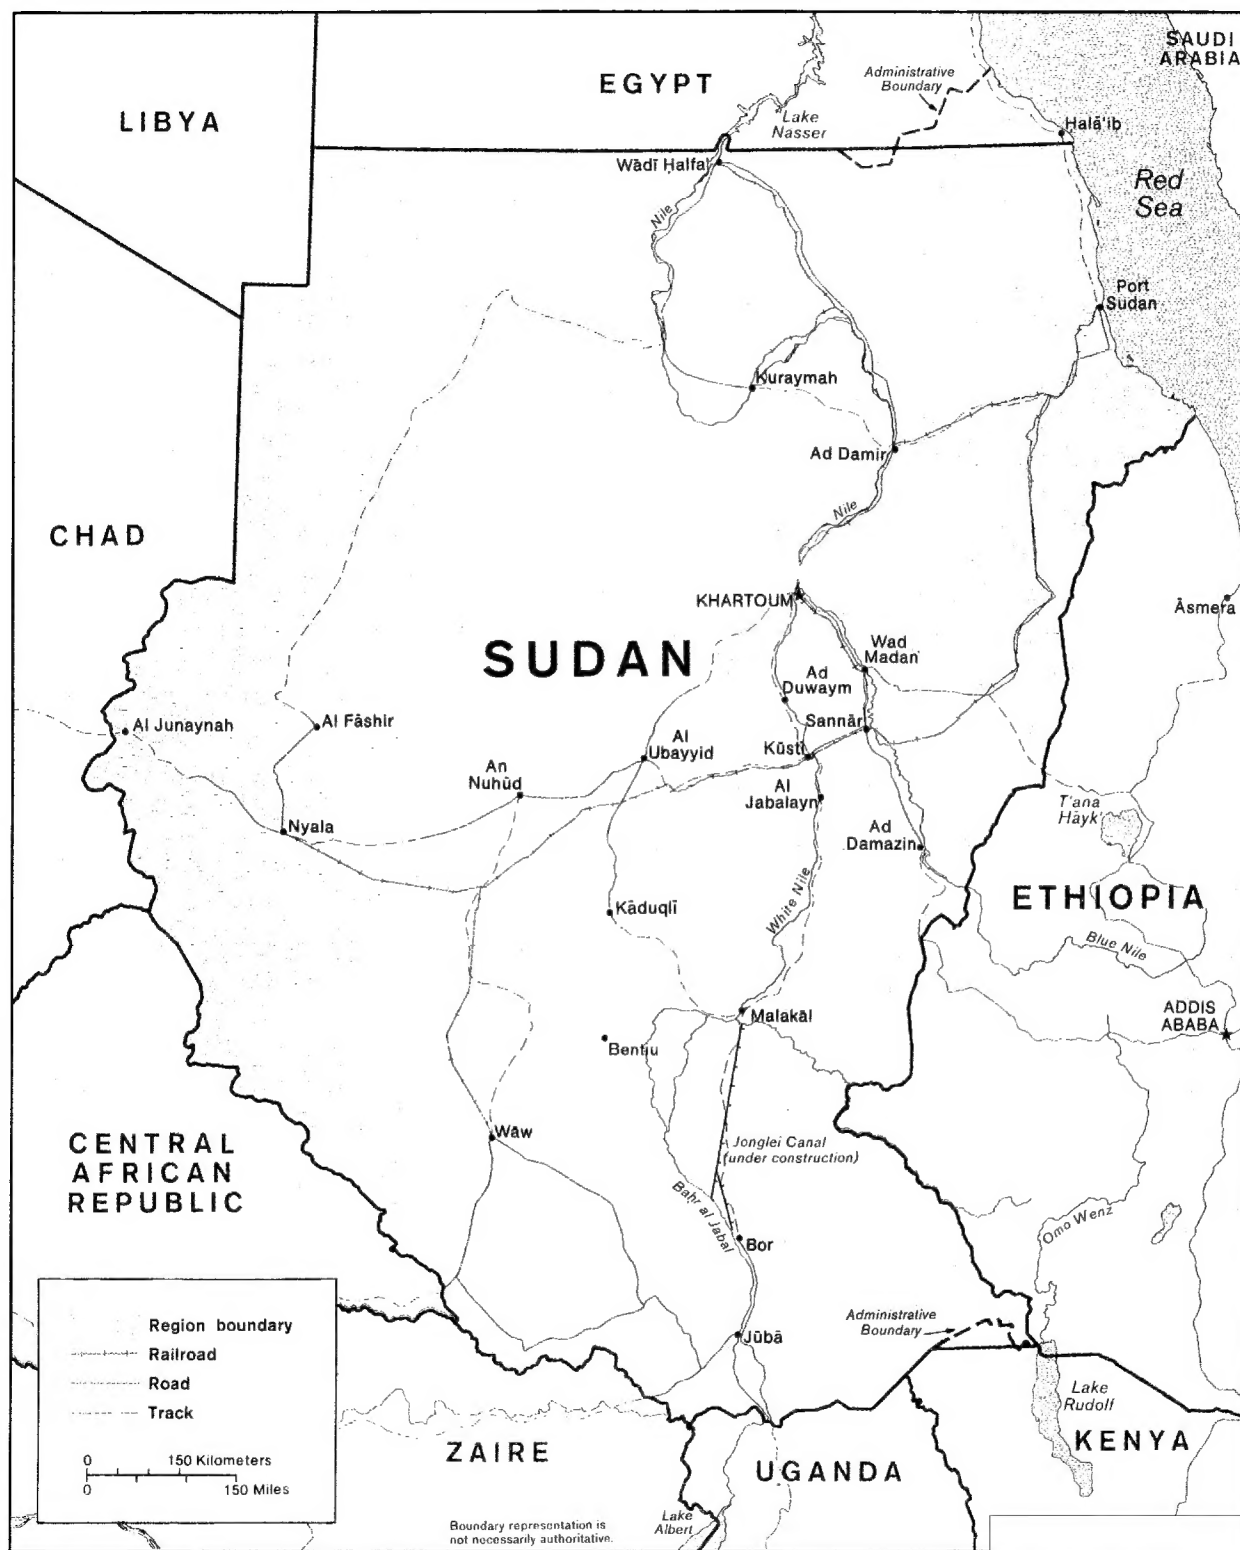 SAUDI
ARABIA
EGYPT
Administrative
Boundary
LIBYA
Lake
Nasser
Halā'ib
Wādī Ḥalfa'
Red
Sea
Nile
Port
Sudan
Kuraymah
Ad Damir
Nile
CHAD
KHARTOUM
Āsmera
SUDAN
Wad
Madan
Ad
Duwaym
Al Junaynah
Al Fāshir
Sannār
Al
Ubayyid
Kūstī
An
Nuhūd
Al
Jabalayn
T'ana
Hāyk'
Nyala
Ad
Damazin
ETHIOPIA
Kāduqlī
White Nile
Blue Nile
Malakāl
ADDIS
ABABA
Bentiu
CENTRAL
AFRICAN
REPUBLIC
Wāw
Jonglei Canal
(under construction)
Baḥr al Jabal
Omo Wenz
Bor
Administrative
Boundary
Jūbā
Region boundary
Railroad
Road
Track
0 150 Kilometers
0 150 Miles
Lake
Rudolf
KENYA
ZAIRE
UGANDA
Lake
Albert
Boundary representation is
not necessarily authoritative.